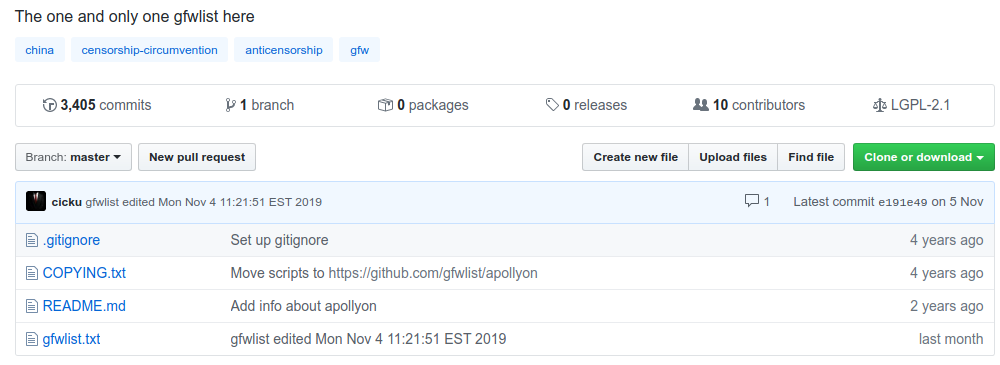 The one and only one gfwlist here
china censorship-circumvention anticensorship gfw
3,405 commits 1 branch 0 packages 0 releases 10 contributors LGPL-2.1
Branch: master New pull request Create new file Upload files Find file Clone or download
cicku gfwlist edited Mon Nov 4 11:21:51 EST 2019 1 Latest commit e191e49 on 5 Nov
.gitignore Set up gitignore 4 years ago
COPYING.txt Move scripts to https://github.com/gfwlist/apollyon 4 years ago
README.md Add info about apollyon 2 years ago
gfwlist.txt gfwlist edited Mon Nov 4 11:21:51 EST 2019 last month